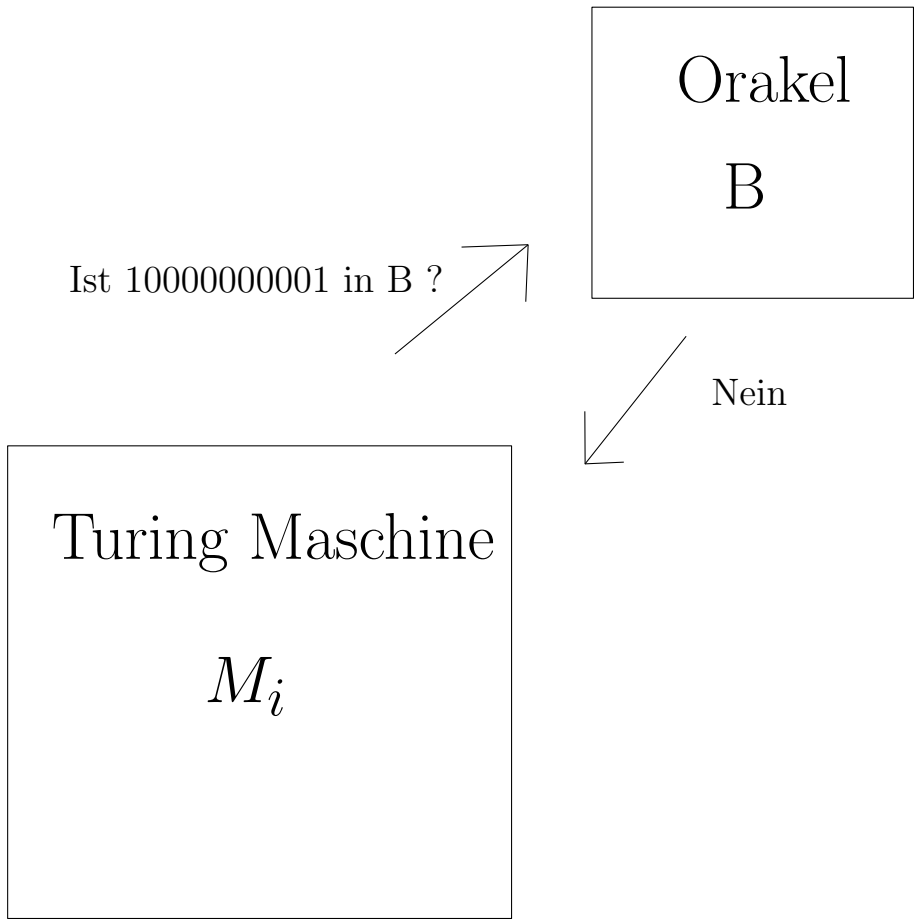 Orakel
B
Ist 10000000001 in B ?
Nein
Turing Maschine
M_i